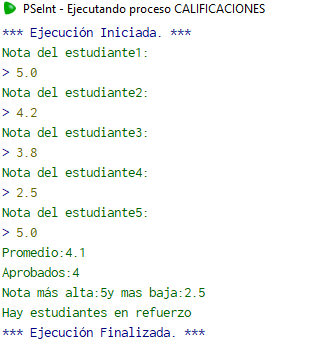 PSeInt - Ejecutando proceso CALIFICACIONES
*** Ejecución Iniciada. ***
Nota del estudiante1:
> 5.0
Nota del estudiante2:
> 4.2
Nota del estudiante3:
> 3.8
Nota del estudiante4:
> 2.5
Nota del estudiante5:
> 5.0
Promedio:4.1
Aprobados:4
Nota más alta:5y mas baja:2.5
Hay estudiantes en refuerzo
*** Ejecución Finalizada. ***